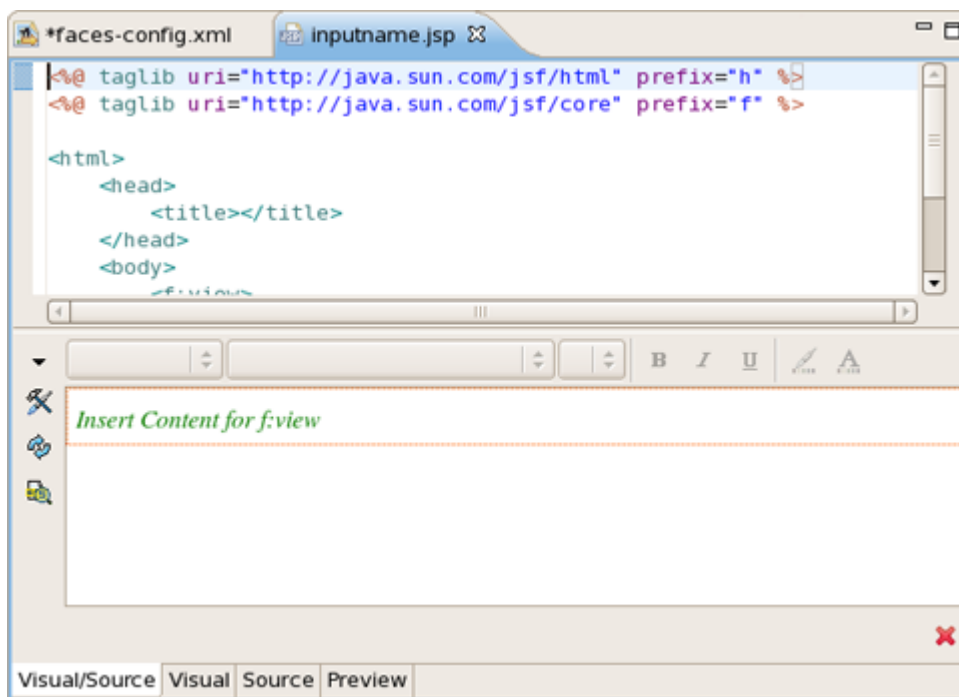 *faces-config.xml
inputname.jsp
<%@ taglib uri="http://java.sun.com/jsf/html" prefix="h" %>
<%@ taglib uri="http://java.sun.com/jsf/core" prefix="f" %>
<html>
<head>
<title></title>
</head>
<body>
<f:view>
B I U A
Insert Content for f:view
Visual/Source Visual Source Preview